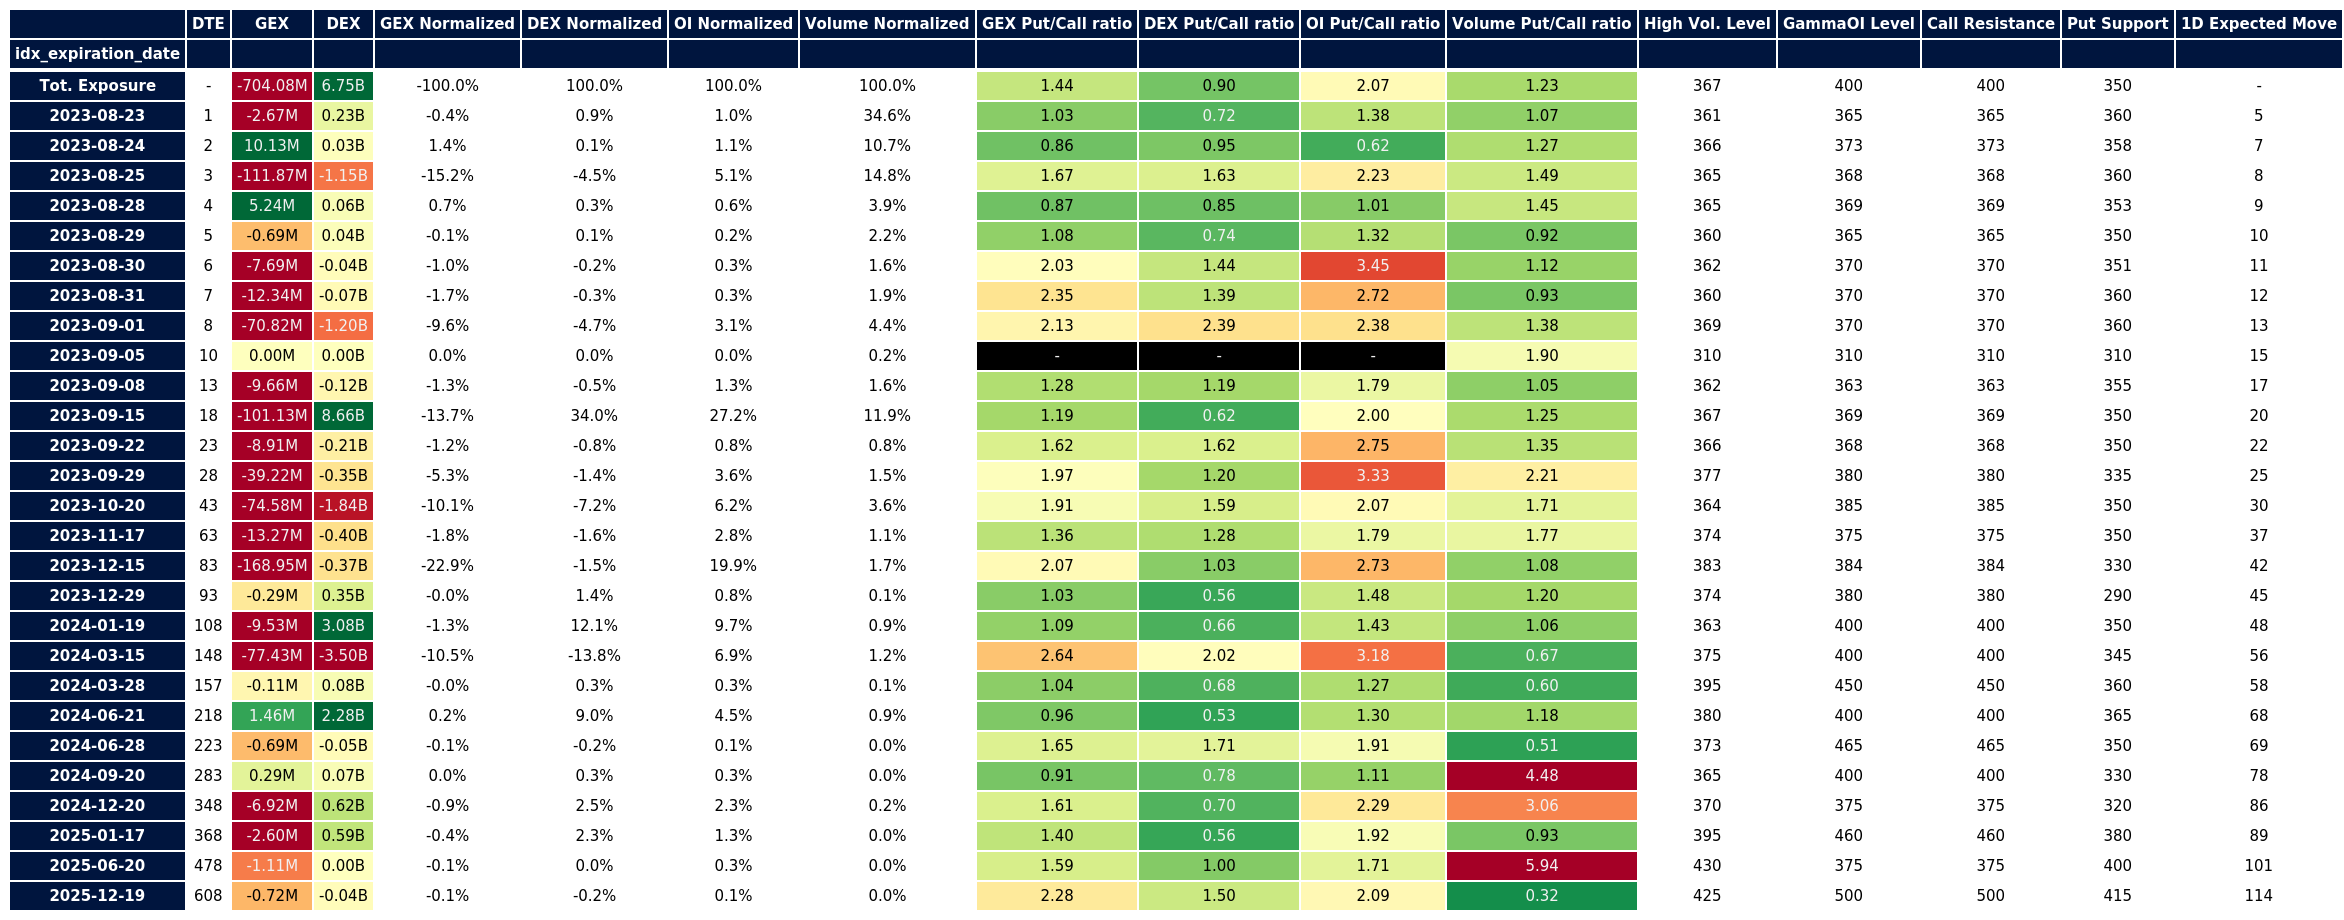 DTE GEX DEX GEX Normalized DEX Normalized OI Normalized Volume Normalized GEX Put/Call ratio DEX Put/Call ratio OI Put/Call ratio Volume Put/Call ratio High Vol. Level GammaOI Level Call Resistance Put Support 1D Expected Move
idx_expiration_date
Tot. Exposure - -704.08M 6.75B -100.0% 100.0% 100.0% 100.0% 1.44 0.90 2.07 1.23 367 400 400 350 -
2023-08-23 1 -2.67M 0.23B -0.4% 0.9% 1.0% 34.6% 1.03 0.72 1.38 1.07 361 365 365 360 5
2023-08-24 2 10.13M 0.03B 1.4% 0.1% 1.1% 10.7% 0.86 0.95 0.62 1.27 366 373 373 358 7
2023-08-25 3 -111.87M -1.15B -15.2% -4.5% 5.1% 14.8% 1.67 1.63 2.23 1.49 365 368 368 360 8
2023-08-28 4 5.24M 0.06B 0.7% 0.3% 0.6% 3.9% 0.87 0.85 1.01 1.45 365 369 369 353 9
2023-08-29 5 -0.69M 0.04B -0.1% 0.1% 0.2% 2.2% 1.08 0.74 1.32 0.92 360 365 365 350 10
2023-08-30 6 -7.69M -0.04B -1.0% -0.2% 0.3% 1.6% 2.03 1.44 3.45 1.12 362 370 370 351 11
2023-08-31 7 -12.34M -0.07B -1.7% -0.3% 0.3% 1.9% 2.35 1.39 2.72 0.93 360 370 370 360 12
2023-09-01 8 -70.82M -1.20B -9.6% -4.7% 3.1% 4.4% 2.13 2.39 2.38 1.38 369 370 370 360 13
2023-09-05 10 0.00M 0.00B 0.0% 0.0% 0.0% 0.2% - - - 1.90 310 310 310 310 15
2023-09-08 13 -9.66M -0.12B -1.3% -0.5% 1.3% 1.6% 1.28 1.19 1.79 1.05 362 363 363 355 17
2023-09-15 18 -101.13M 8.66B -13.7% 34.0% 27.2% 11.9% 1.19 0.62 2.00 1.25 367 369 369 350 20
2023-09-22 23 -8.91M -0.21B -1.2% -0.8% 0.8% 0.8% 1.62 1.62 2.75 1.35 366 368 368 350 22
2023-09-29 28 -39.22M -0.35B -5.3% -1.4% 3.6% 1.5% 1.97 1.20 3.33 2.21 377 380 380 335 25
2023-10-20 43 -74.58M -1.84B -10.1% -7.2% 6.2% 3.6% 1.91 1.59 2.07 1.71 364 385 385 350 30
2023-11-17 63 -13.27M -0.40B -1.8% -1.6% 2.8% 1.1% 1.36 1.28 1.79 1.77 374 375 375 350 37
2023-12-15 83 -168.95M -0.37B -22.9% -1.5% 19.9% 1.7% 2.07 1.03 2.73 1.08 383 384 384 330 42
2023-12-29 93 -0.29M 0.35B -0.0% 1.4% 0.8% 0.1% 1.03 0.56 1.48 1.20 374 380 380 290 45
2024-01-19 108 -9.53M 3.08B -1.3% 12.1% 9.7% 0.9% 1.09 0.66 1.43 1.06 363 400 400 350 48
2024-03-15 148 -77.43M -3.50B -10.5% -13.8% 6.9% 1.2% 2.64 2.02 3.18 0.67 375 400 400 345 56
2024-03-28 157 -0.11M 0.08B -0.0% 0.3% 0.3% 0.1% 1.04 0.68 1.27 0.60 395 450 450 360 58
2024-06-21 218 1.46M 2.28B 0.2% 9.0% 4.5% 0.9% 0.96 0.53 1.30 1.18 380 400 400 365 68
2024-06-28 223 -0.69M -0.05B -0.1% -0.2% 0.1% 0.0% 1.65 1.71 1.91 0.51 373 465 465 350 69
2024-09-20 283 0.29M 0.07B 0.0% 0.3% 0.3% 0.0% 0.91 0.78 1.11 4.48 365 400 400 330 78
2024-12-20 348 -6.92M 0.62B -0.9% 2.5% 2.3% 0.2% 1.61 0.70 2.29 3.06 370 375 375 320 86
2025-01-17 368 -2.60M 0.59B -0.4% 2.3% 1.3% 0.0% 1.40 0.56 1.92 0.93 395 460 460 380 89
2025-06-20 478 -1.11M 0.00B -0.1% 0.0% 0.3% 0.0% 1.59 1.00 1.71 5.94 430 375 375 400 101
2025-12-19 608 -0.72M -0.04B -0.1% -0.2% 0.1% 0.0% 2.28 1.50 2.09 0.32 425 500 500 415 114